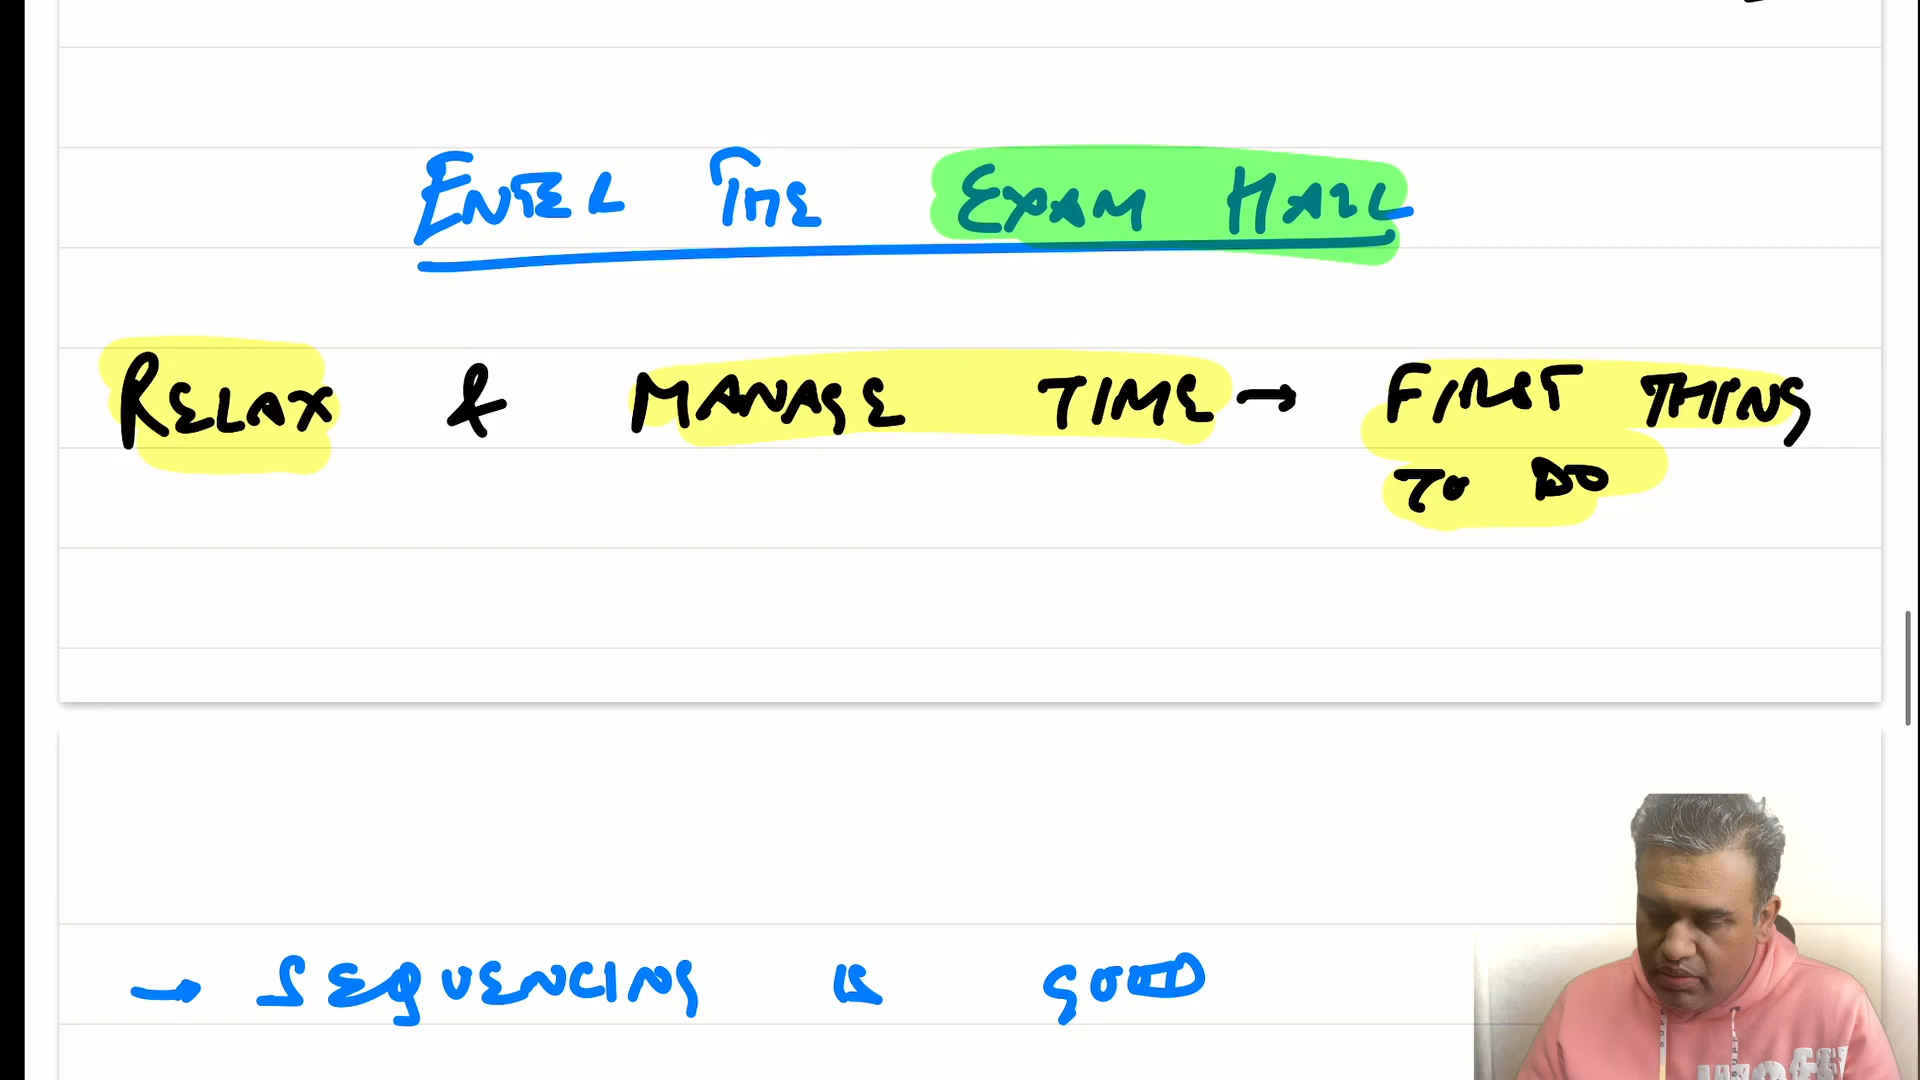 ENTER THE EXAM HALL
RELAX & MANAGE TIME → FIRST THING
TO DO
→ SEQUENCING IS GOOD